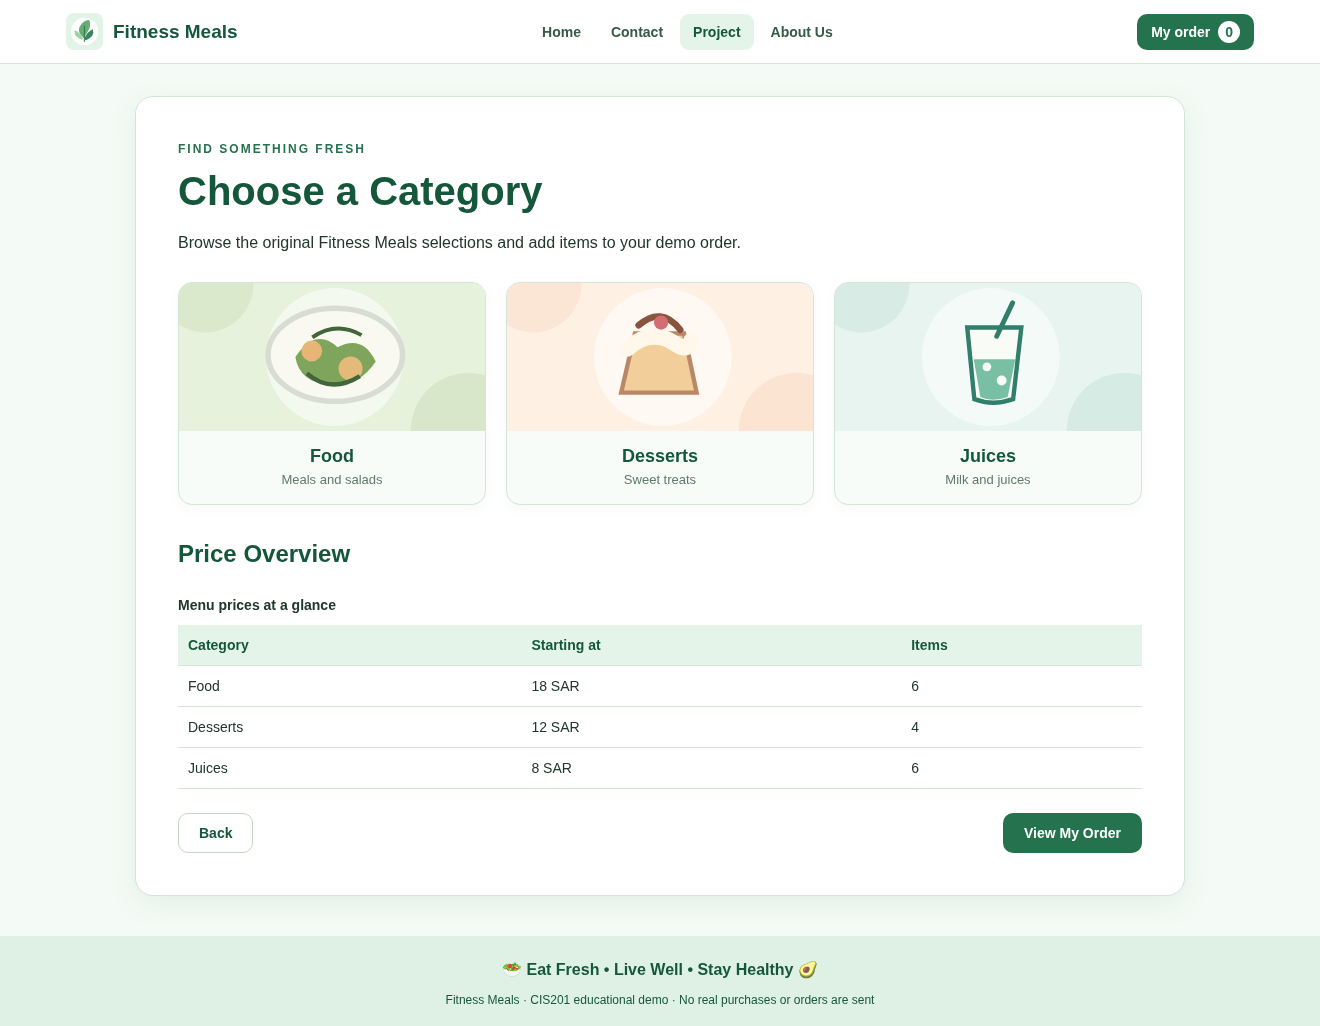 Fitness Meals
Home Contact Project About Us
My order 0
FIND SOMETHING FRESH
Choose a Category
Browse the original Fitness Meals selections and add items to your demo order.
Food
Meals and salads
Desserts
Sweet treats
Juices
Milk and juices
Price Overview
Menu prices at a glance
Category Starting at Items
Food 18 SAR 6
Desserts 12 SAR 4
Juices 8 SAR 6
Back View My Order
🥗 Eat Fresh • Live Well • Stay Healthy 🥑
Fitness Meals · CIS201 educational demo · No real purchases or orders are sent